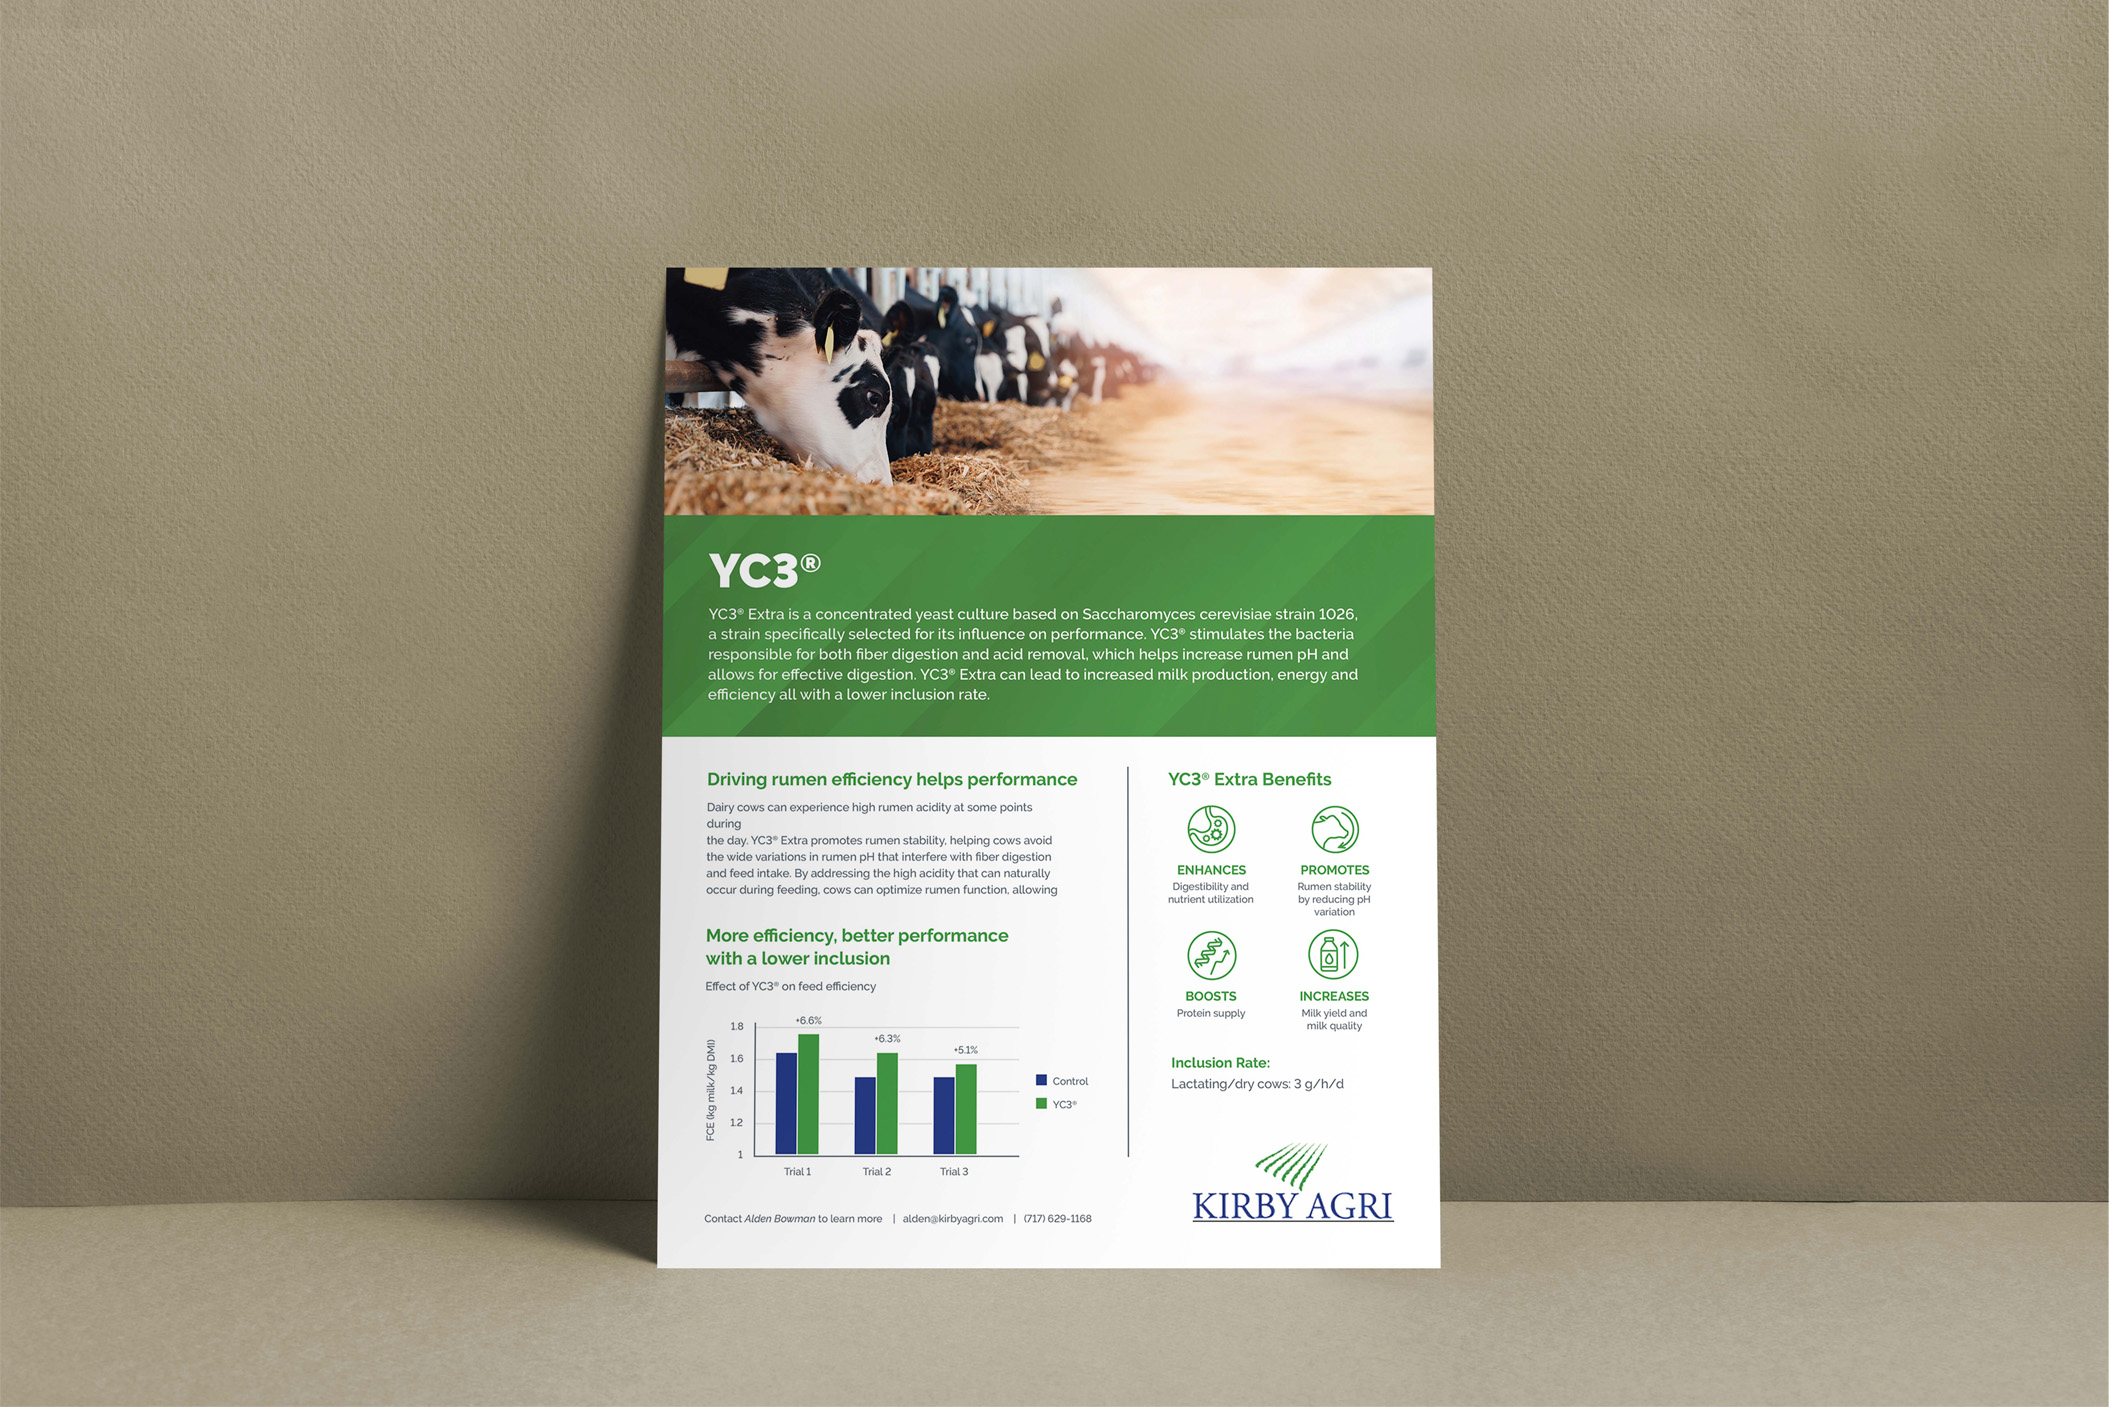 YC3®
YC3® Extra is a concentrated yeast culture based on Saccharomyces cerevisiae strain 1026,
a strain specifically selected for its influence on performance. YC3® stimulates the bacteria
responsible for both fiber digestion and acid removal, which helps increase rumen pH and
allows for effective digestion. YC3® Extra can lead to increased milk production, energy and
efficiency all with a lower inclusion rate.
Driving rumen efficiency helps performance
Dairy cows can experience high rumen acidity at some points
during
the day. YC3® Extra promotes rumen stability, helping cows avoid
the wide variations in rumen pH that interfere with fiber digestion
and feed intake. By addressing the high acidity that can naturally
occur during feeding, cows can optimize rumen function, allowing
More efficiency, better performance
with a lower inclusion
Effect of YC3® on feed efficiency
FCE (kg milk/kg DMI)
1.8
1.6
1.4
1.2
1
+6.6%
+6.3%
+5.1%
Trial 1
Trial 2
Trial 3
Control
YC3®
Contact Alden Bowman to learn more | alden@kirbyagri.com | (717) 629-1168
YC3® Extra Benefits
ENHANCES
Digestibility and
nutrient utilization
PROMOTES
Rumen stability
by reducing pH
variation
BOOSTS
Protein supply
INCREASES
Milk yield and
milk quality
Inclusion Rate:
Lactating/dry cows: 3 g/h/d
KIRBY AGRI